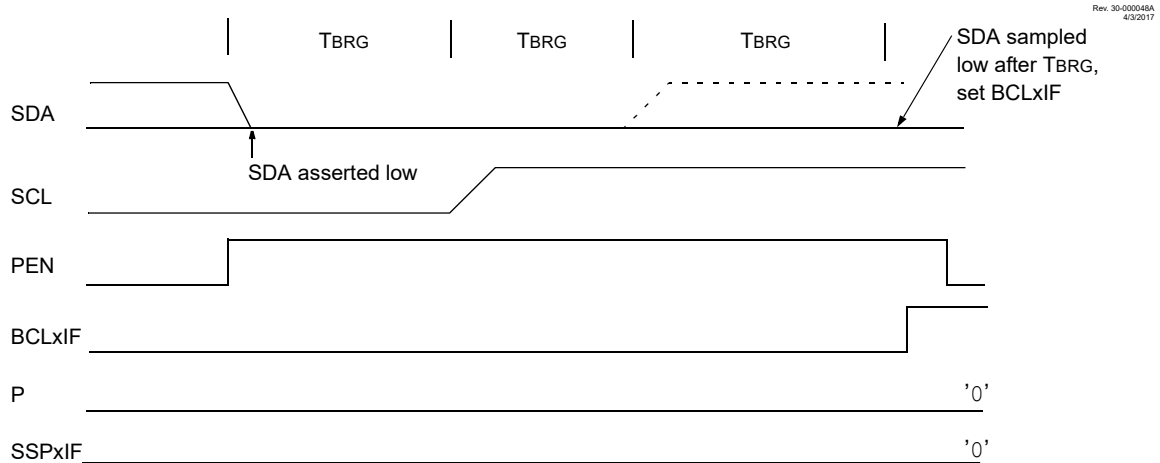 Rev. 30-000048A
4/3/2017
TBRG TBRG TBRG
SDA sampled
low after TBRG,
set BCLxIF
SDA
SDA asserted low
SCL
PEN
BCLxIF
P '0'
SSPxIF '0'